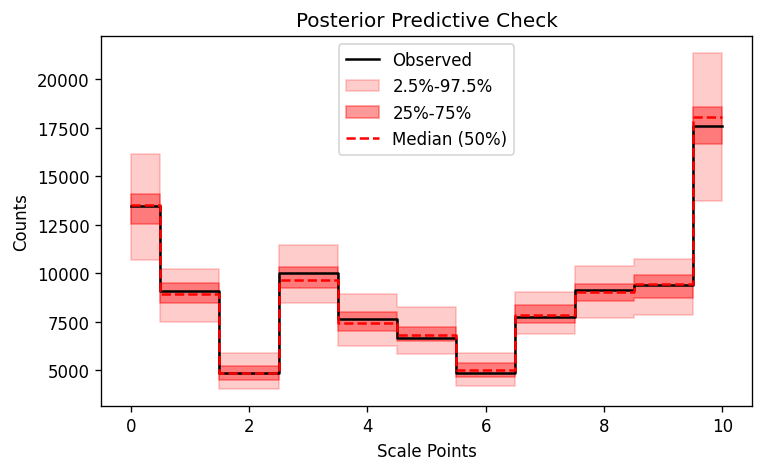 Posterior Predictive Check
Observed
2.5%-97.5%
25%-75%
Median (50%)
Counts
20000
17500
15000
12500
10000
7500
5000
0 2 4 6 8 10
Scale Points